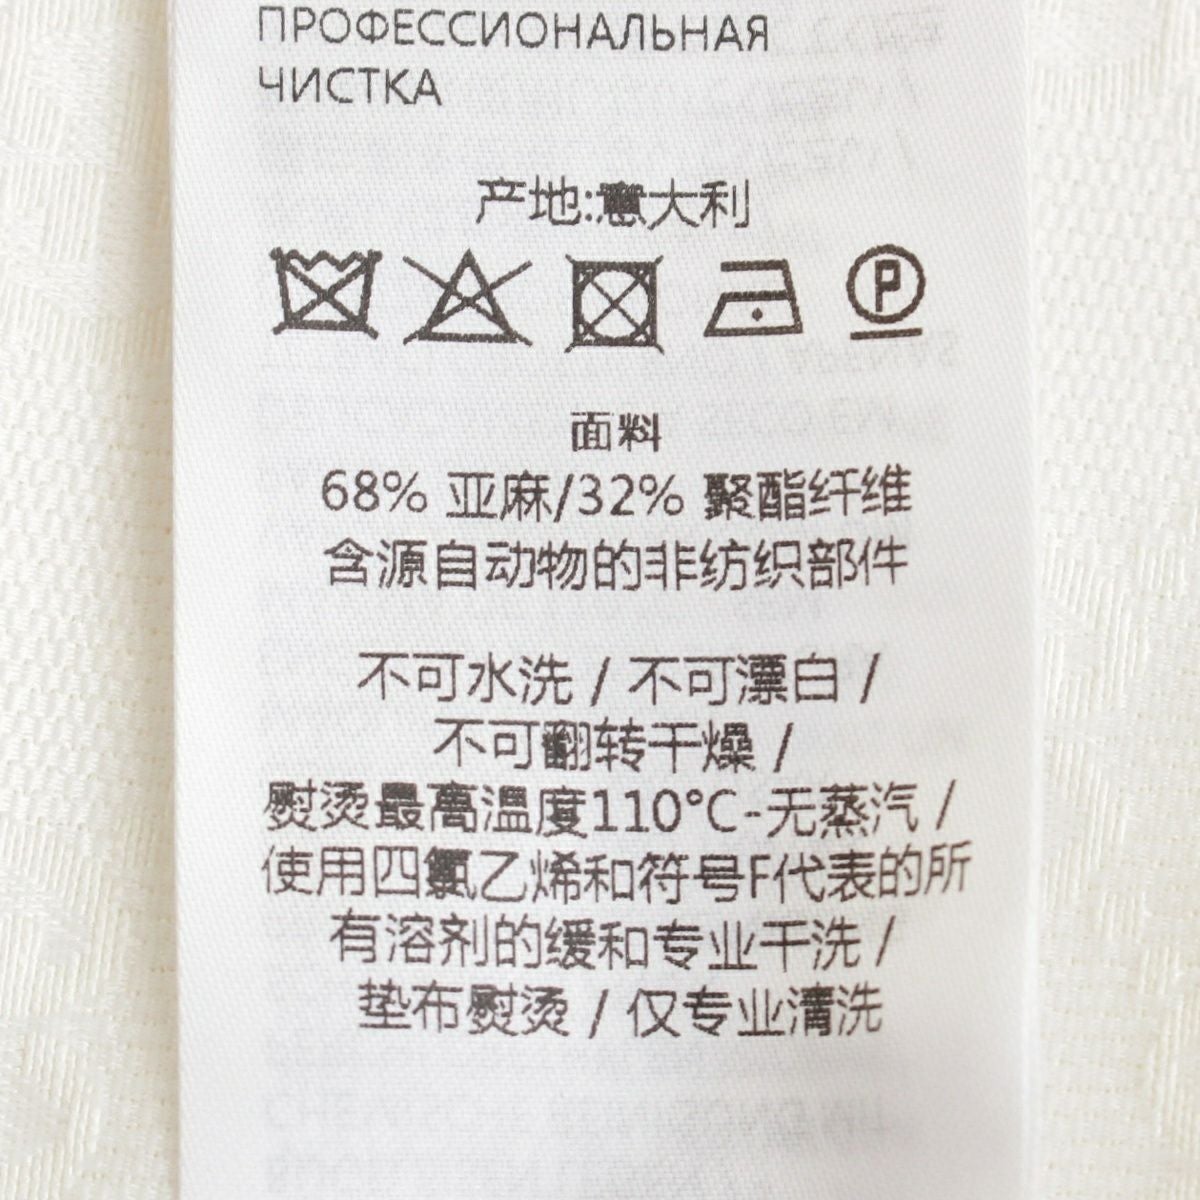 ПРОФЕССИОНАЛЬНАЯ
ЧИСТКА
产地:意大利
P
面料
68% 亚麻/32% 聚酯纤维
含源自动物的非纺织部件
不可水洗 / 不可漂白 /
不可翻转干燥 /
熨烫最高温度110°C-无蒸汽 /
使用四氯乙烯和符号F代表的所
有溶剂的缓和专业干洗 /
垫布熨烫 / 仅专业清洗